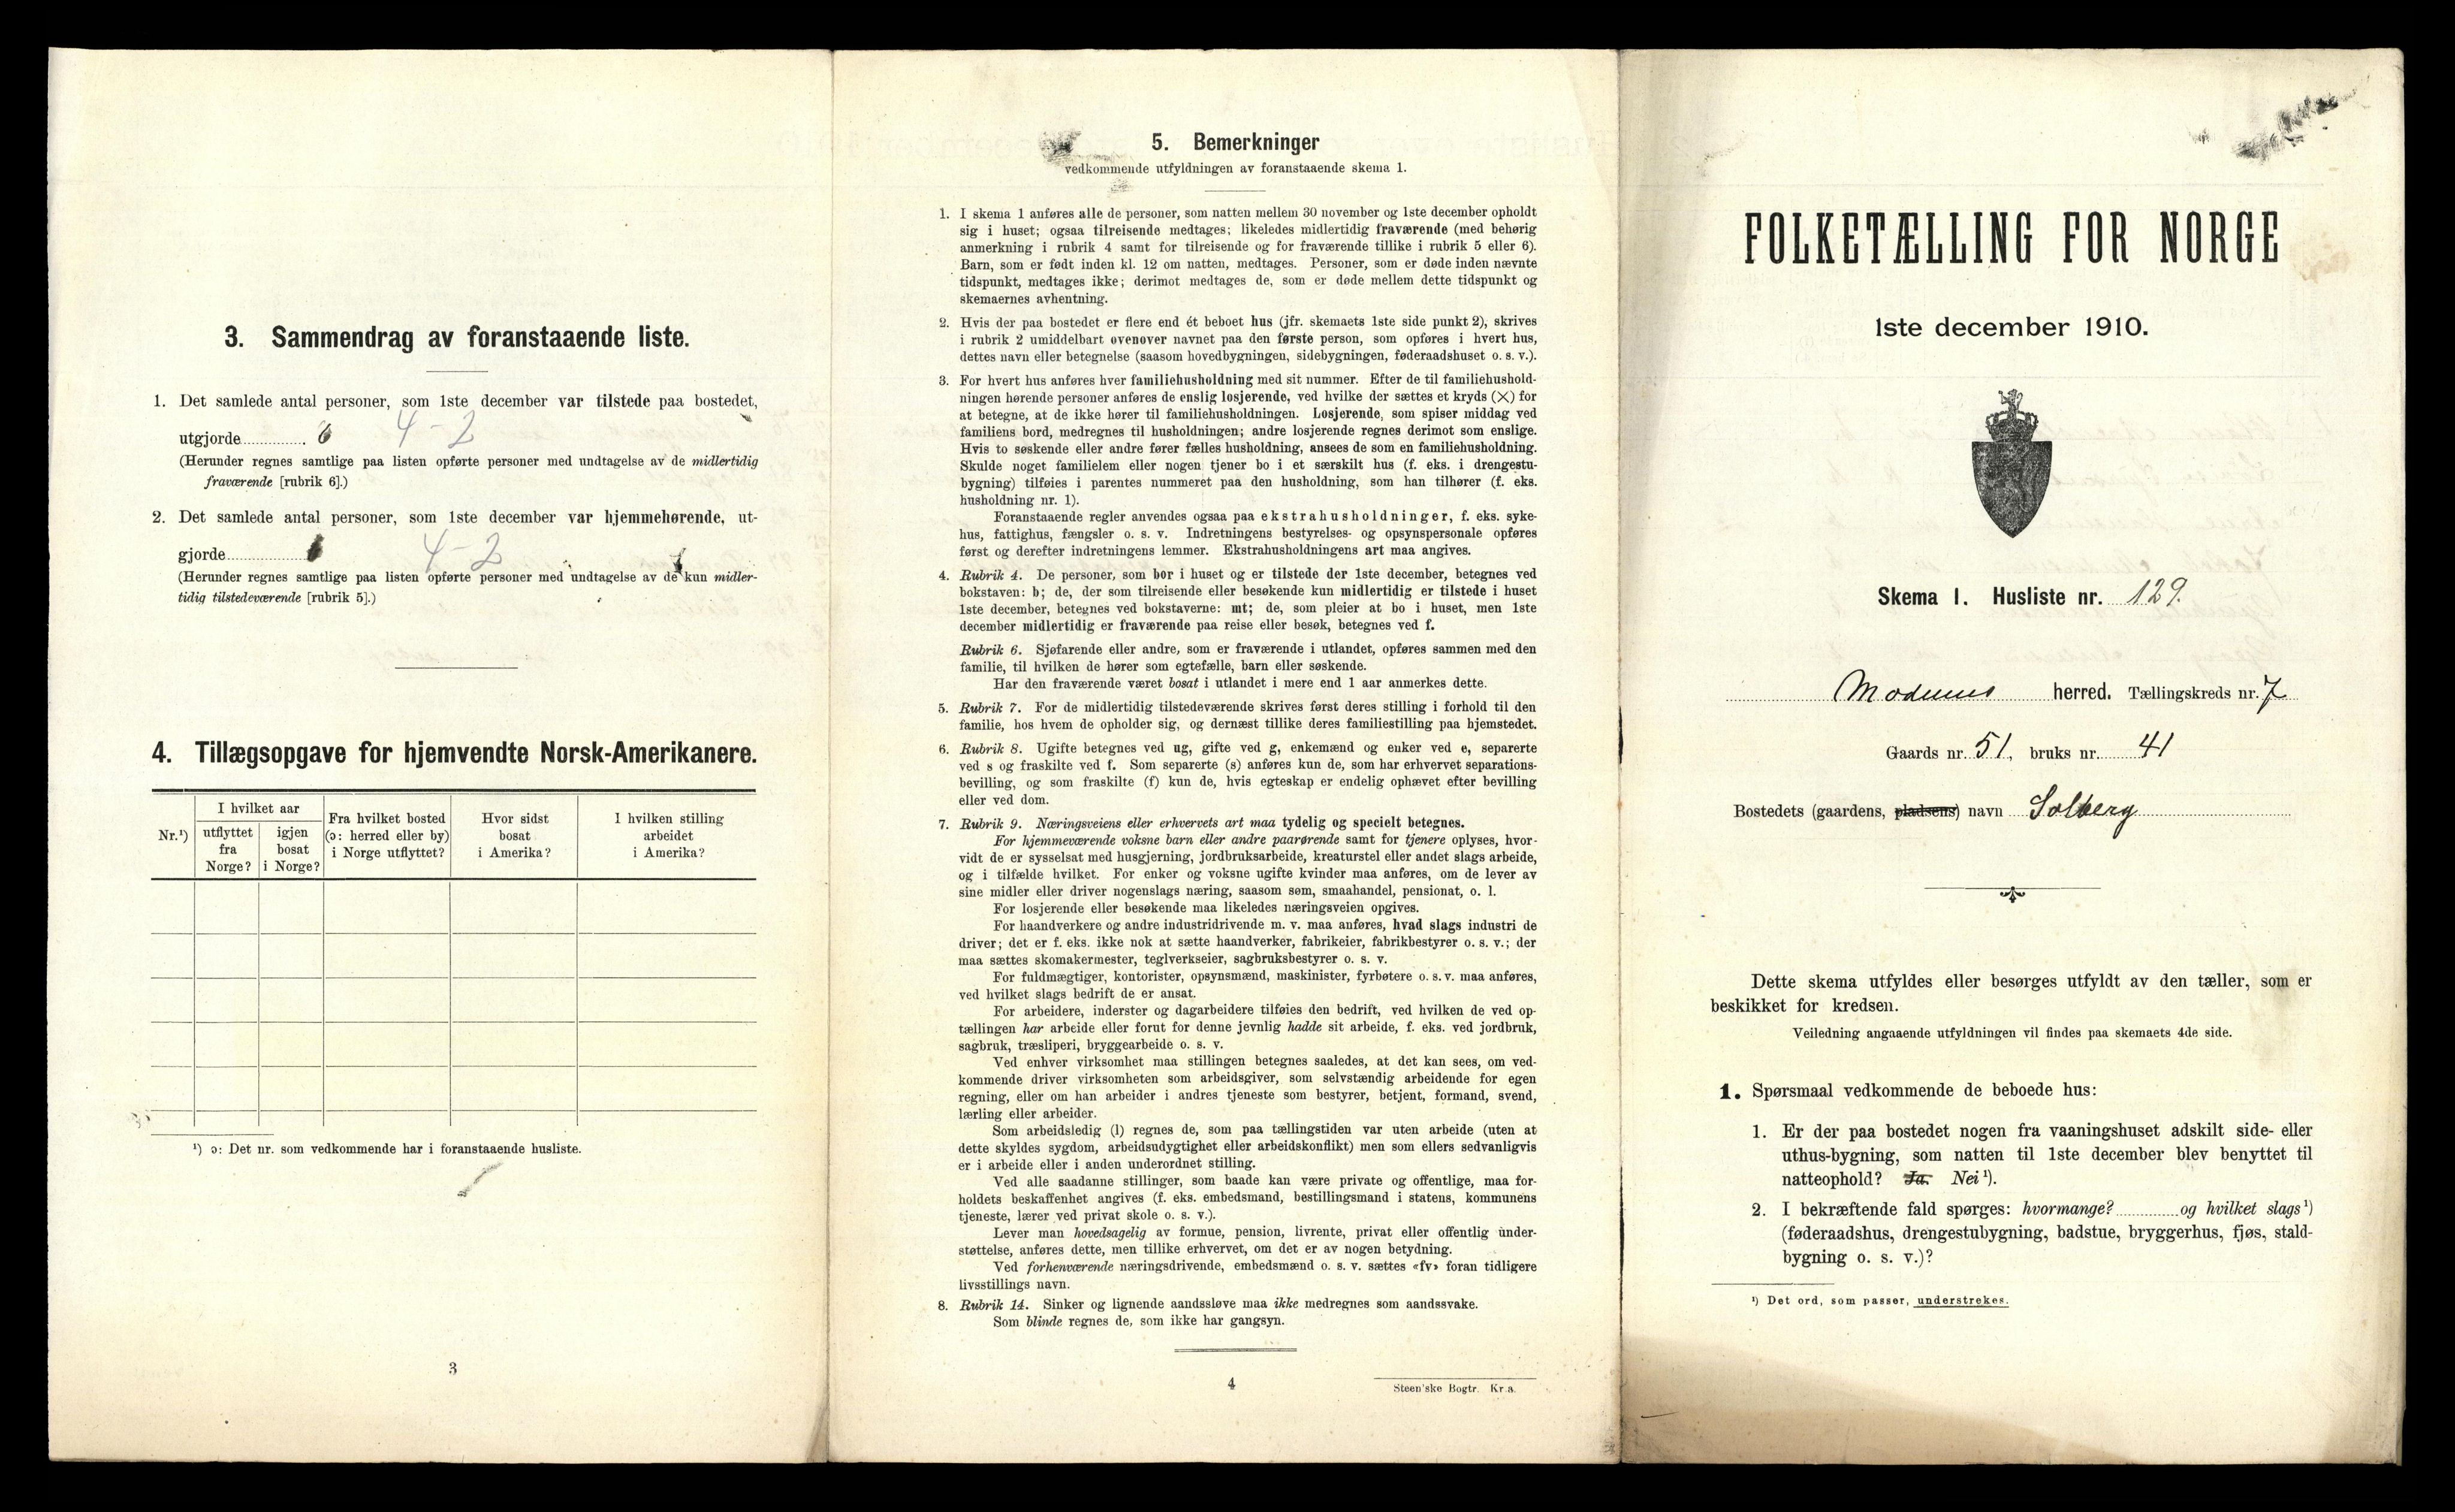 3. Sammendrag av foranstaaende liste.
1. Det samlede antal personer, som 1ste december var tilstede paa bostedet,
utgjorde 6 4-2
(Herunder regnes samtlige paa listen opførte personer med undtagelse av de midlertidig
fraværende [rubrik 6].)
2. Det samlede antal personer, som 1ste december var hjemmehørende, ut-
gjorde 6 4-2
(Herunder regnes samtlige paa listen opførte personer med undtagelse av de kun midler-
tidig tilstedeværende [rubrik 5].)
4. Tillægsopgave for hjemvendte Norsk-Amerikanere.
Nr.¹)
I hvilket aar
utflyttet
fra
Norge?
igjen
bosat
i Norge?
Fra hvilket bosted
(ɔ: herred eller by)
i Norge utflyttet?
Hvor sidst
bosat
i Amerika?
I hvilken stilling
arbeidet
i Amerika?
¹) ɔ: Det nr. som vedkommende har i foranstaaende husliste.
3
5. Bemerkninger
vedkommende utfyldningen av foranstaaende skema 1.
1. I skema 1 anføres alle de personer, som natten mellem 30 november og 1ste december opholdt
sig i huset; ogsaa tilreisende medtages; likeledes midlertidig fraværende (med behørig
anmerkning i rubrik 4 samt for tilreisende og for fraværende tillike i rubrik 5 eller 6).
Barn, som er født inden kl. 12 om natten, medtages. Personer, som er døde inden nævnte
tidspunkt, medtages ikke; derimot medtages de, som er døde mellem dette tidspunkt og
skemaernes avhentning.
2. Hvis der paa bostedet er flere end ét beboet hus (jfr. skemaets 1ste side punkt 2), skrives
i rubrik 2 umiddelbart ovenover navnet paa den første person, som opføres i hvert hus,
dettes navn eller betegnelse (saasom hovedbygningen, sidebygningen, føderaadshuset o. s. v.).
3. For hvert hus anføres hver familiehusholdning med sit nummer. Efter de til familiehushold-
ningen hørende personer anføres de enslig losjerende, ved hvilke der sættes et kryds (×) for
at betegne, at de ikke hører til familiehusholdningen. Losjerende, som spiser middag ved
familiens bord, medregnes til husholdningen; andre losjerende regnes derimot som enslige.
Hvis to søskende eller andre fører fælles husholdning, ansees de som en familiehusholdning.
Skulde noget familielem eller nogen tjener bo i et særskilt hus (f. eks. i drengestu-
bygning) tilføies i parentes nummeret paa den husholdning, som han tilhører (f. eks.
husholdning nr. 1).
Foranstaaende regler anvendes ogsaa paa ekstrahusholdninger, f. eks. syke-
hus, fattighus, fængsler o. s. v. Indretningens bestyrelses- og opsynspersonale opføres
først og derefter indretningens lemmer. Ekstrahusholdningens art maa angives.
4. Rubrik 4. De personer, som bor i huset og er tilstede der 1ste december, betegnes ved
bokstaven: b; de, der som tilreisende eller besøkende kun midlertidig er tilstede i huset
1ste december, betegnes ved bokstaverne: mt; de, som pleier at bo i huset, men 1ste
december midlertidig er fraværende paa reise eller besøk, betegnes ved f.
Rubrik 6. Sjøfarende eller andre, som er fraværende i utlandet, opføres sammen med den
familie, til hvilken de hører som egtefælle, barn eller søskende.
Har den fraværende været bosat i utlandet i mere end 1 aar anmerkes dette.
5. Rubrik 7. For de midlertidig tilstedeværende skrives først deres stilling i forhold til den
familie, hos hvem de opholder sig, og dernæst tillike deres familiestilling paa hjemstedet.
6. Rubrik 8. Ugifte betegnes ved ug, gifte ved g, enkemænd og enker ved e, separerte
ved s og fraskilte ved f. Som separerte (s) anføres kun de, som har erhvervet separations-
bevilling, og som fraskilte (f) kun de, hvis egteskap er endelig ophævet efter bevilling
eller ved dom.
7. Rubrik 9. Næringsveiens eller erhvervets art maa tydelig og specielt betegnes.
For hjemmeværende voksne barn eller andre paarørende samt for tjenere oplyses, hvor-
vidt de er sysselsat med husgjerning, jordbruksarbeide, kreaturstel eller andet slags arbeide,
og i tilfælde hvilket. For enker og voksne ugifte kvinder maa anføres, om de lever av
sine midler eller driver nogenslags næring, saasom søm, smaahandel, pensionat, o. l.
For losjerende eller besøkende maa likeledes næringsveien opgives.
For haandverkere og andre industridrivende m. v. maa anføres, hvad slags industri de
driver; det er f. eks. ikke nok at sætte haandverker, fabrikeier, fabrikbestyrer o. s. v.; der
maa sættes skomakermester, teglverkseier, sagbruksbestyrer o. s. v.
For fuldmægtiger, kontorister, opsynsmænd, maskinister, fyrbøtere o. s. v. maa anføres,
ved hvilket slags bedrift de er ansat.
For arbeidere, inderster og dagarbeidere tilføies den bedrift, ved hvilken de ved op-
tællingen har arbeide eller forut for denne jevnlig hadde sit arbeide, f. eks. ved jordbruk,
sagbruk, træsliperi, bryggearbeide o. s. v.
Ved enhver virksomhet maa stillingen betegnes saaledes, at det kan sees, om ved-
kommende driver virksomheten som arbeidsgiver, som selvstændig arbeidende for egen
regning, eller om han arbeider i andres tjeneste som bestyrer, betjent, formand, svend,
lærling eller arbeider.
Som arbeidsledig (l) regnes de, som paa tællingstiden var uten arbeide (uten at
dette skyldes sygdom, arbeidsudygtighet eller arbeidskonflikt) men som ellers sedvanligvis
er i arbeide eller i anden underordnet stilling.
Ved alle saadanne stillinger, som baade kan være private og offentlige, maa for-
holdets beskaffenhet angives (f. eks. embedsmand, bestillingsmand i statens, kommunens
tjeneste, lærer ved privat skole o. s. v.).
Lever man hovedsagelig av formue, pension, livrente, privat eller offentlig under-
støttelse, anføres dette, men tillike erhvervet, om det er av nogen betydning.
Ved forhenværende næringsdrivende, embedsmænd o. s. v. sættes «fv» foran tidligere
livsstillings navn.
8. Rubrik 14. Sinker og lignende aandssløve maa ikke medregnes som aandssvake.
Som blinde regnes de, som ikke har gangsyn.
4
Steen'ske Bogtr. Kr.a.
FOLKETÆLLING FOR NORGE
1ste december 1910.
Skema 1. Husliste nr. 129.
Modums herred. Tællingskreds nr. 7
Gaards nr. 51, bruks nr. 41
Bostedets (gaardens, pladsens) navn Solberg
Dette skema utfyldes eller besørges utfyldt av den tæller, som er
beskikket for kredsen.
Veiledning angaaende utfyldningen vil findes paa skemaets 4de side.
1. Spørsmaal vedkommende de beboede hus:
1. Er der paa bostedet nogen fra vaaningshuset adskilt side- eller
uthus-bygning, som natten til 1ste december blev benyttet til
natteophold? Ja. Nei ¹).
2. I bekræftende fald spørges: hvormange? og hvilket slags ¹)
(føderaadshus, drengestubygning, badstue, bryggerhus, fjøs, stald-
bygning o. s. v.)?
¹) Det ord, som passer, understrekes.